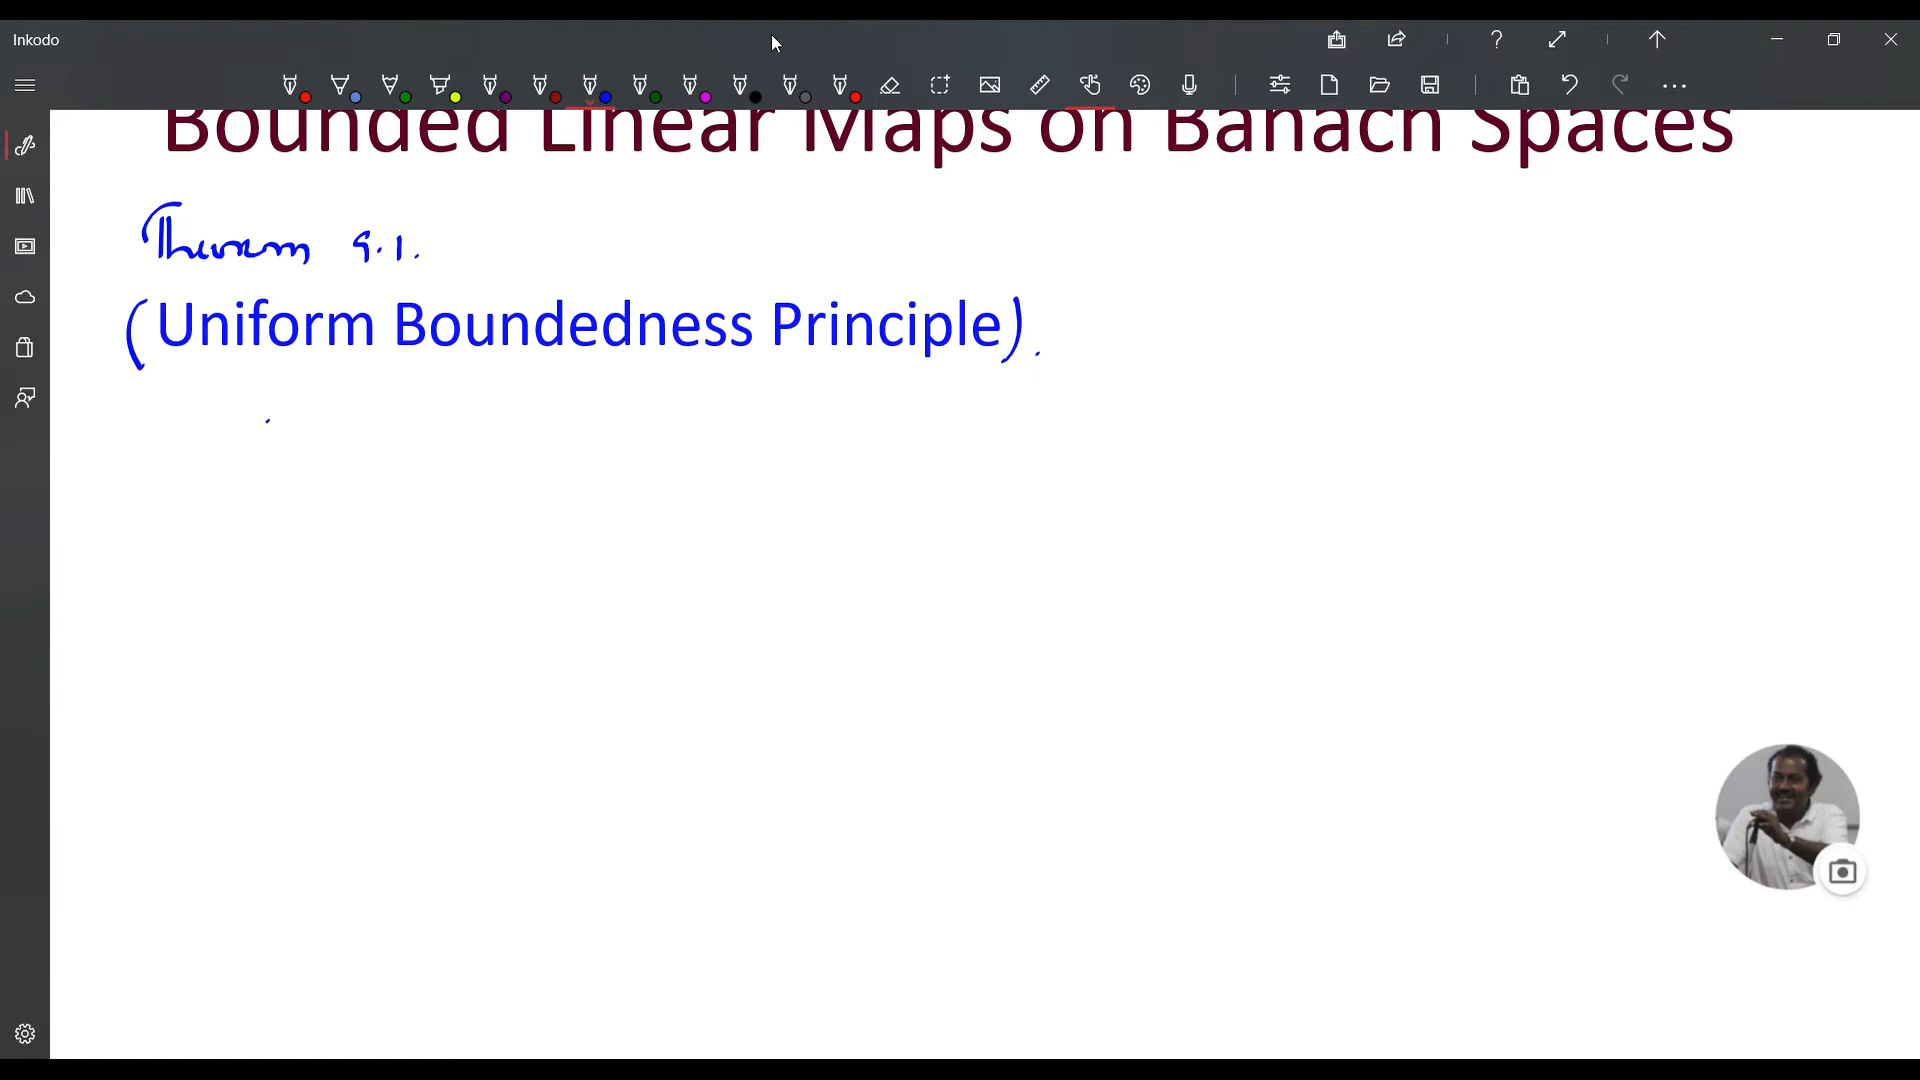 Inkodo
Bounded Linear Maps on Banach Spaces
Theorem 9.1.
(Uniform Boundedness Principle).